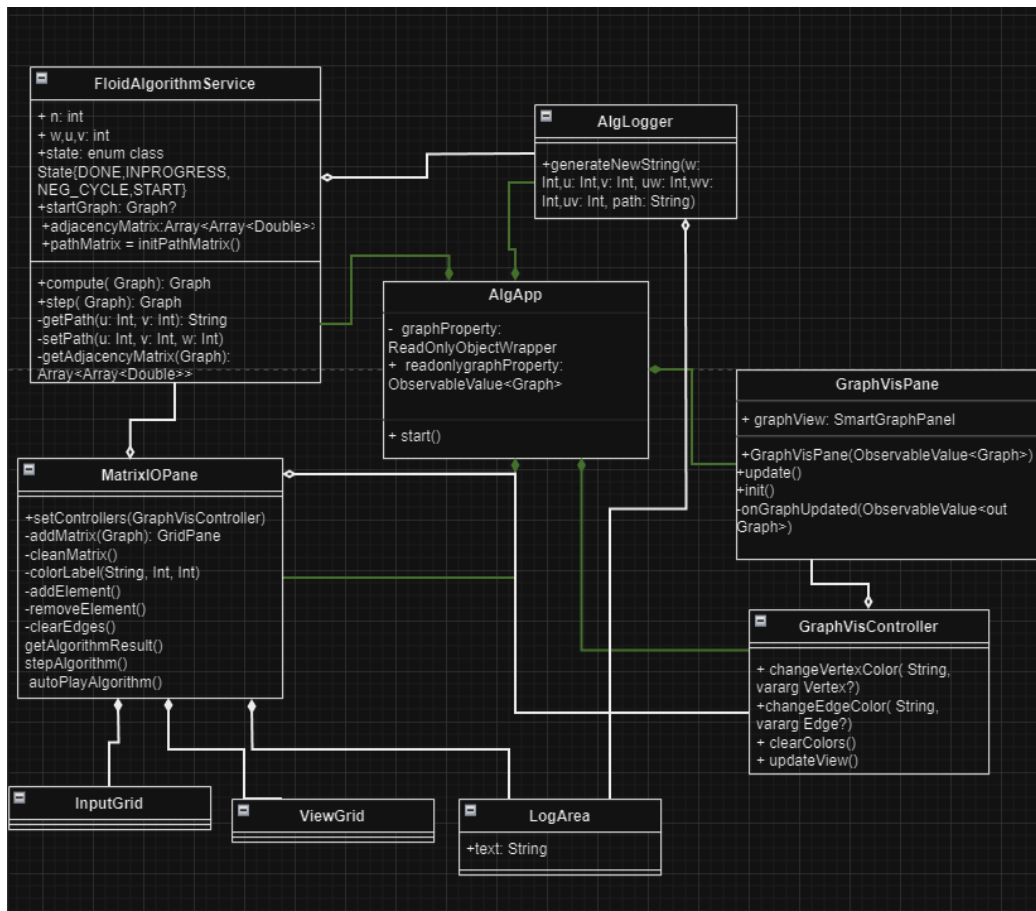 FloidAlgorithmService
+ n: int
+ w,u,v: int
+state: enum class
State{DONE,INPROGRESS,
NEG_CYCLE,START}
+startGraph: Graph?
+adjacencyMatrix:Array<Array<Double>>
+pathMatrix = initPathMatrix()
+compute( Graph): Graph
+step( Graph): Graph
-getPath(u: Int, v: Int): String
-setPath(u: Int, v: Int, w: Int)
-getAdjacencyMatrix(Graph):
Array<Array<Double>>
AlgLogger
+generateNewString(w:
Int,u: Int,v: Int, uw: Int,wv:
Int,uv: Int, path: String)
AlgApp
- graphProperty:
ReadOnlyObjectWrapper
+ readonlygraphProperty:
ObservableValue<Graph>
+ start()
GraphVisPane
+ graphView: SmartGraphPanel
+GraphVisPane(ObservableValue<Graph>)
+update()
+init()
-onGraphUpdated(ObservableValue<out
Graph>)
MatrixIOPane
+setControllers(GraphVisController)
-addMatrix(Graph): GridPane
-cleanMatrix()
-colorLabel(String, Int, Int)
-addElement()
-removeElement()
-clearEdges()
getAlgorithmResult()
stepAlgorithm()
autoPlayAlgorithm()
GraphVisController
+ changeVertexColor( String,
vararg Vertex?)
+changeEdgeColor( String,
vararg Edge?)
+ clearColors()
+ updateView()
InputGrid
ViewGrid
LogArea
+text: String